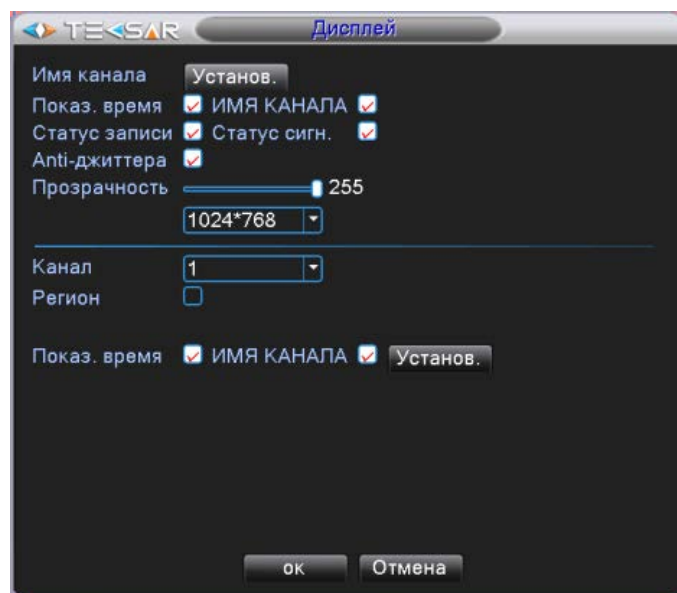 TEKSAR Дисплей
Имя канала Установ.
Показ. время ИМЯ КАНАЛА
Статус записи Статус сигн.
Anti-джиттера
Прозрачность 255
1024*768
Канал 1
Регион
Показ. время ИМЯ КАНАЛА Установ.
ок Отмена